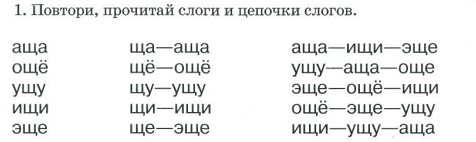 1. Повтори, прочитай слоги и цепочки слогов.
аща ща—аща аща—ищи—эще
ощё щё—ощё ущу—аща—още
ущу щу—ущу эще—ощё—ищи
ищи щи—ищи ощё—эще—ущу
эще ще—эще ищи—ущу—аща